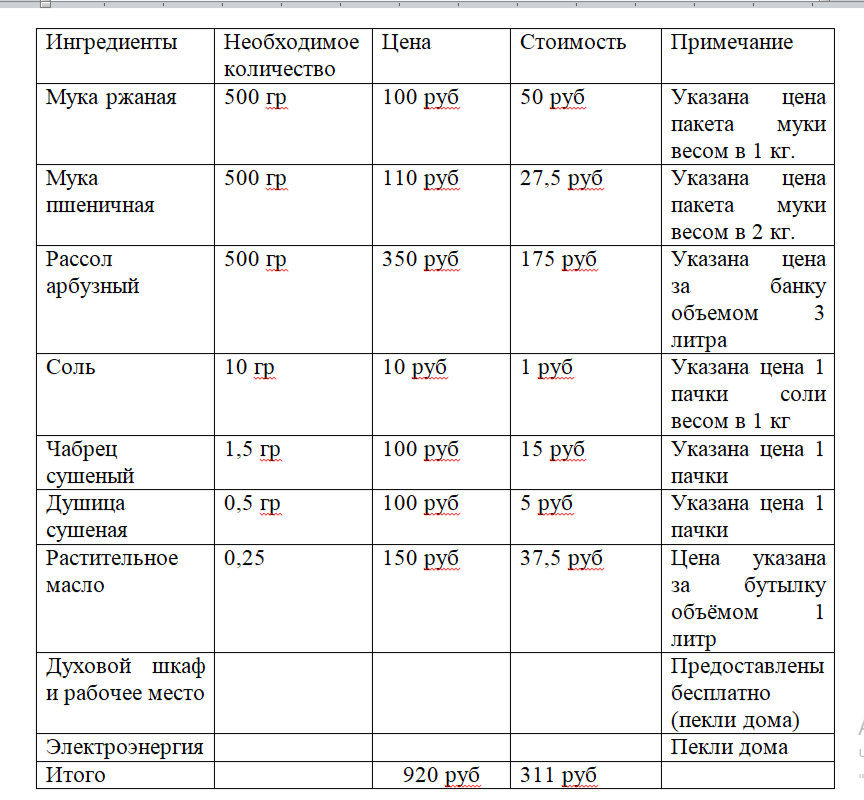 Ингредиенты Необходимое количество Цена Стоимость Примечание
Мука ржаная 500 гр 100 руб 50 руб Указана цена пакета муки весом в 1 кг.
Мука пшеничная 500 гр 110 руб 27,5 руб Указана цена пакета муки весом в 2 кг.
Рассол арбузный 500 гр 350 руб 175 руб Указана цена за банку объемом 3 литра
Соль 10 гр 10 руб 1 руб Указана цена 1 пачки соли весом в 1 кг
Чабрец сушеный 1,5 гр 100 руб 15 руб Указана цена 1 пачки
Душица сушеная 0,5 гр 100 руб 5 руб Указана цена 1 пачки
Растительное масло 0,25 150 руб 37,5 руб Цена указана за бутылку объёмом 1 литр
Духовой шкаф и рабочее место Предоставлены бесплатно (пекли дома)
Электроэнергия Пекли дома
Итого 920 руб 311 руб